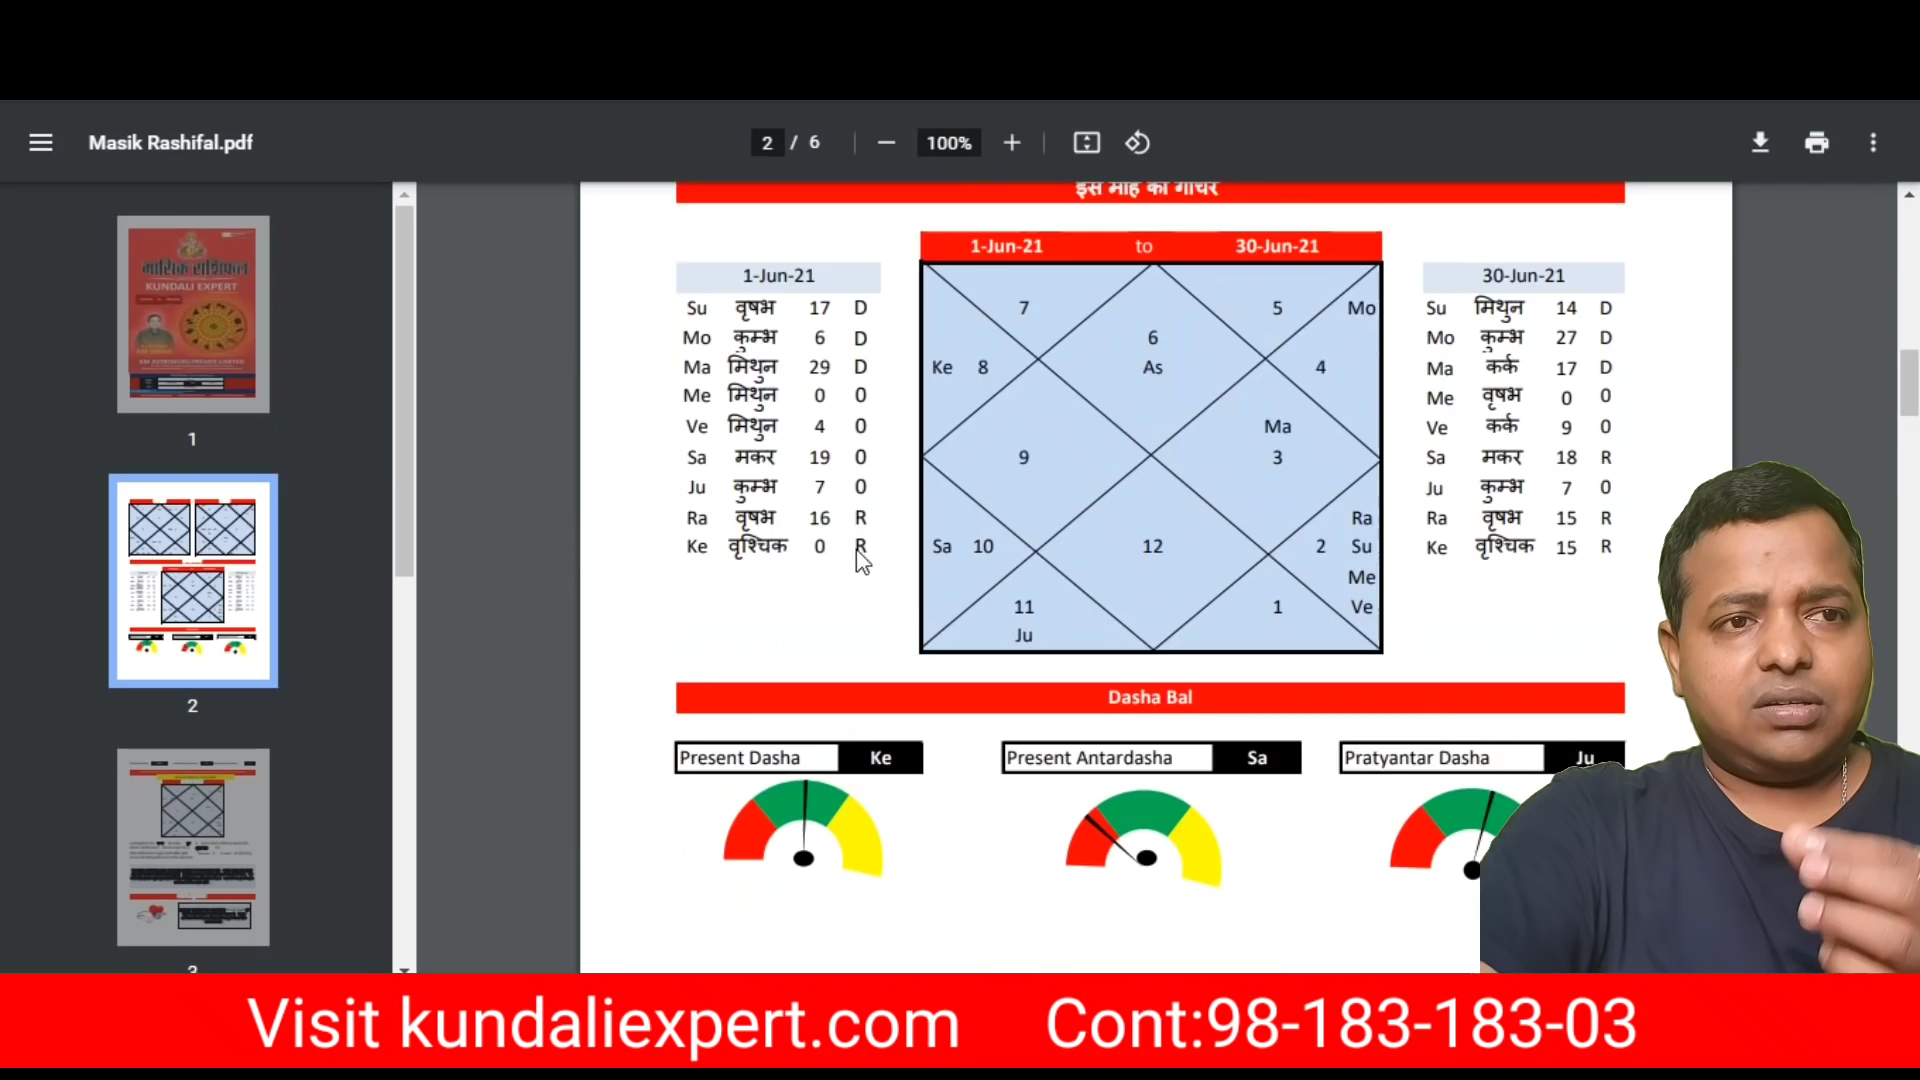 Masik Rashifal.pdf
2 / 6
100%
मासिक राशिफल
KUNDALI EXPERT
1
2
3
इस माह का गोचर
1-Jun-21 to 30-Jun-21
1-Jun-21
Su वृषभ 17 D
Mo कुम्भ 6 D
Ma मिथुन 29 D
Me मिथुन 0 0
Ve मिथुन 4 0
Sa मकर 19 0
Ju कुम्भ 7 0
Ra वृषभ 16 R
Ke वृश्चिक 0 R
7
5 Mo
6
Ke 8
As
4
Ma
9
3
Ra
Sa 10
12
2 Su
Me
11
1
Ve
Ju
30-Jun-21
Su मिथुन 14 D
Mo कुम्भ 27 D
Ma कर्क 17 D
Me वृषभ 0 0
Ve कर्क 9 0
Sa मकर 18 R
Ju कुम्भ 7 0
Ra वृषभ 15 R
Ke वृश्चिक 15 R
Dasha Bal
Present Dasha Ke
Present Antardasha Sa
Pratyantar Dasha Ju
Visit kundaliexpert.com Cont:98-183-183-03